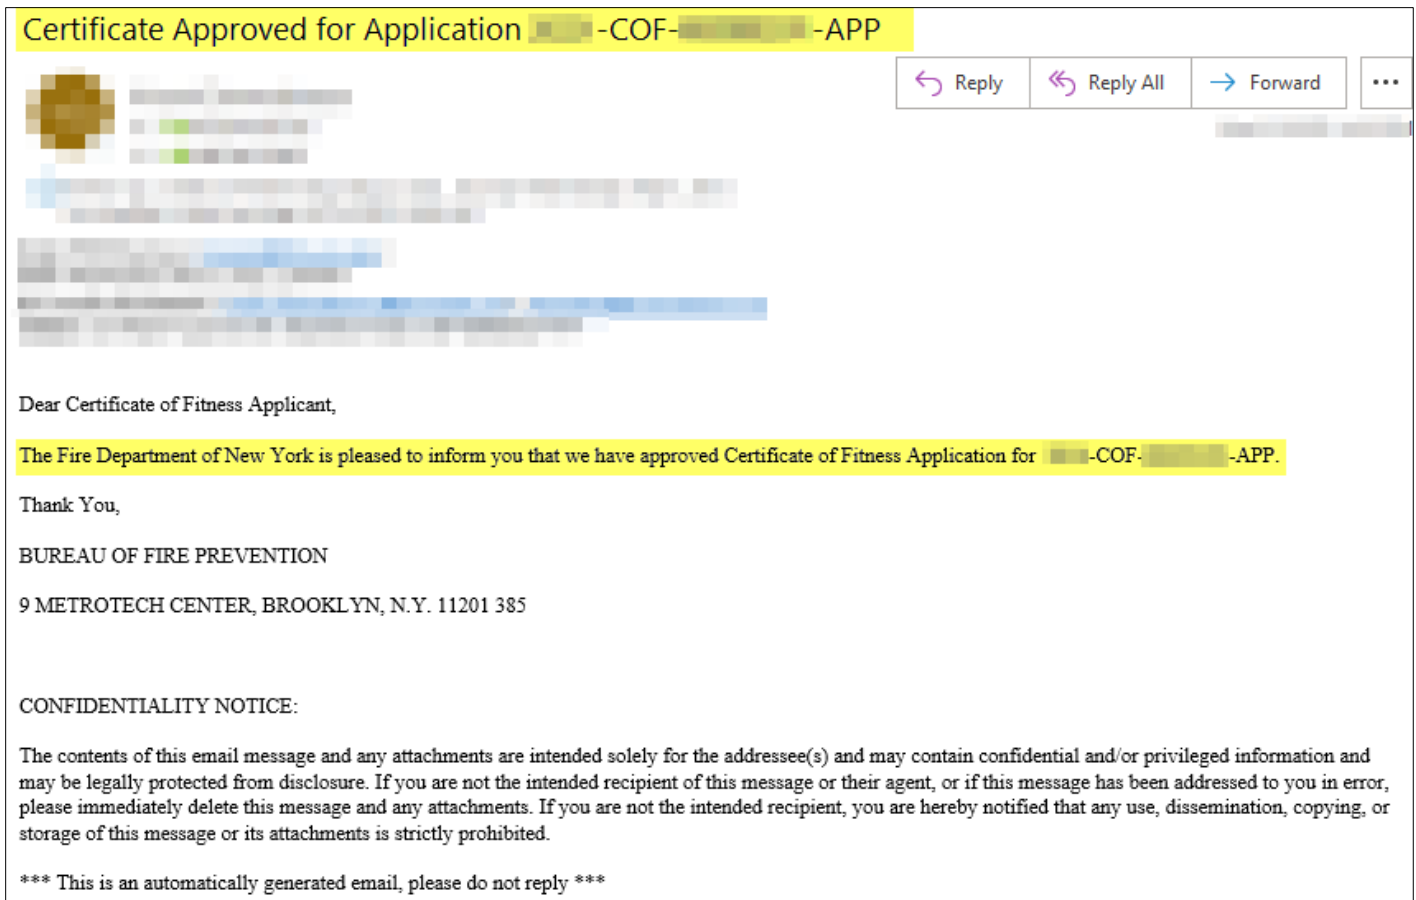 Certificate Approved for Application -COF- -APP
Reply
Reply All
Forward
Dear Certificate of Fitness Applicant,
The Fire Department of New York is pleased to inform you that we have approved Certificate of Fitness Application for -COF- -APP.
Thank You,
BUREAU OF FIRE PREVENTION
9 METROTECH CENTER, BROOKLYN, N.Y. 11201 385
CONFIDENTIALITY NOTICE:
The contents of this email message and any attachments are intended solely for the addressee(s) and may contain confidential and/or privileged information and
may be legally protected from disclosure. If you are not the intended recipient of this message or their agent, or if this message has been addressed to you in error,
please immediately delete this message and any attachments. If you are not the intended recipient, you are hereby notified that any use, dissemination, copying, or
storage of this message or its attachments is strictly prohibited.
*** This is an automatically generated email, please do not reply ***